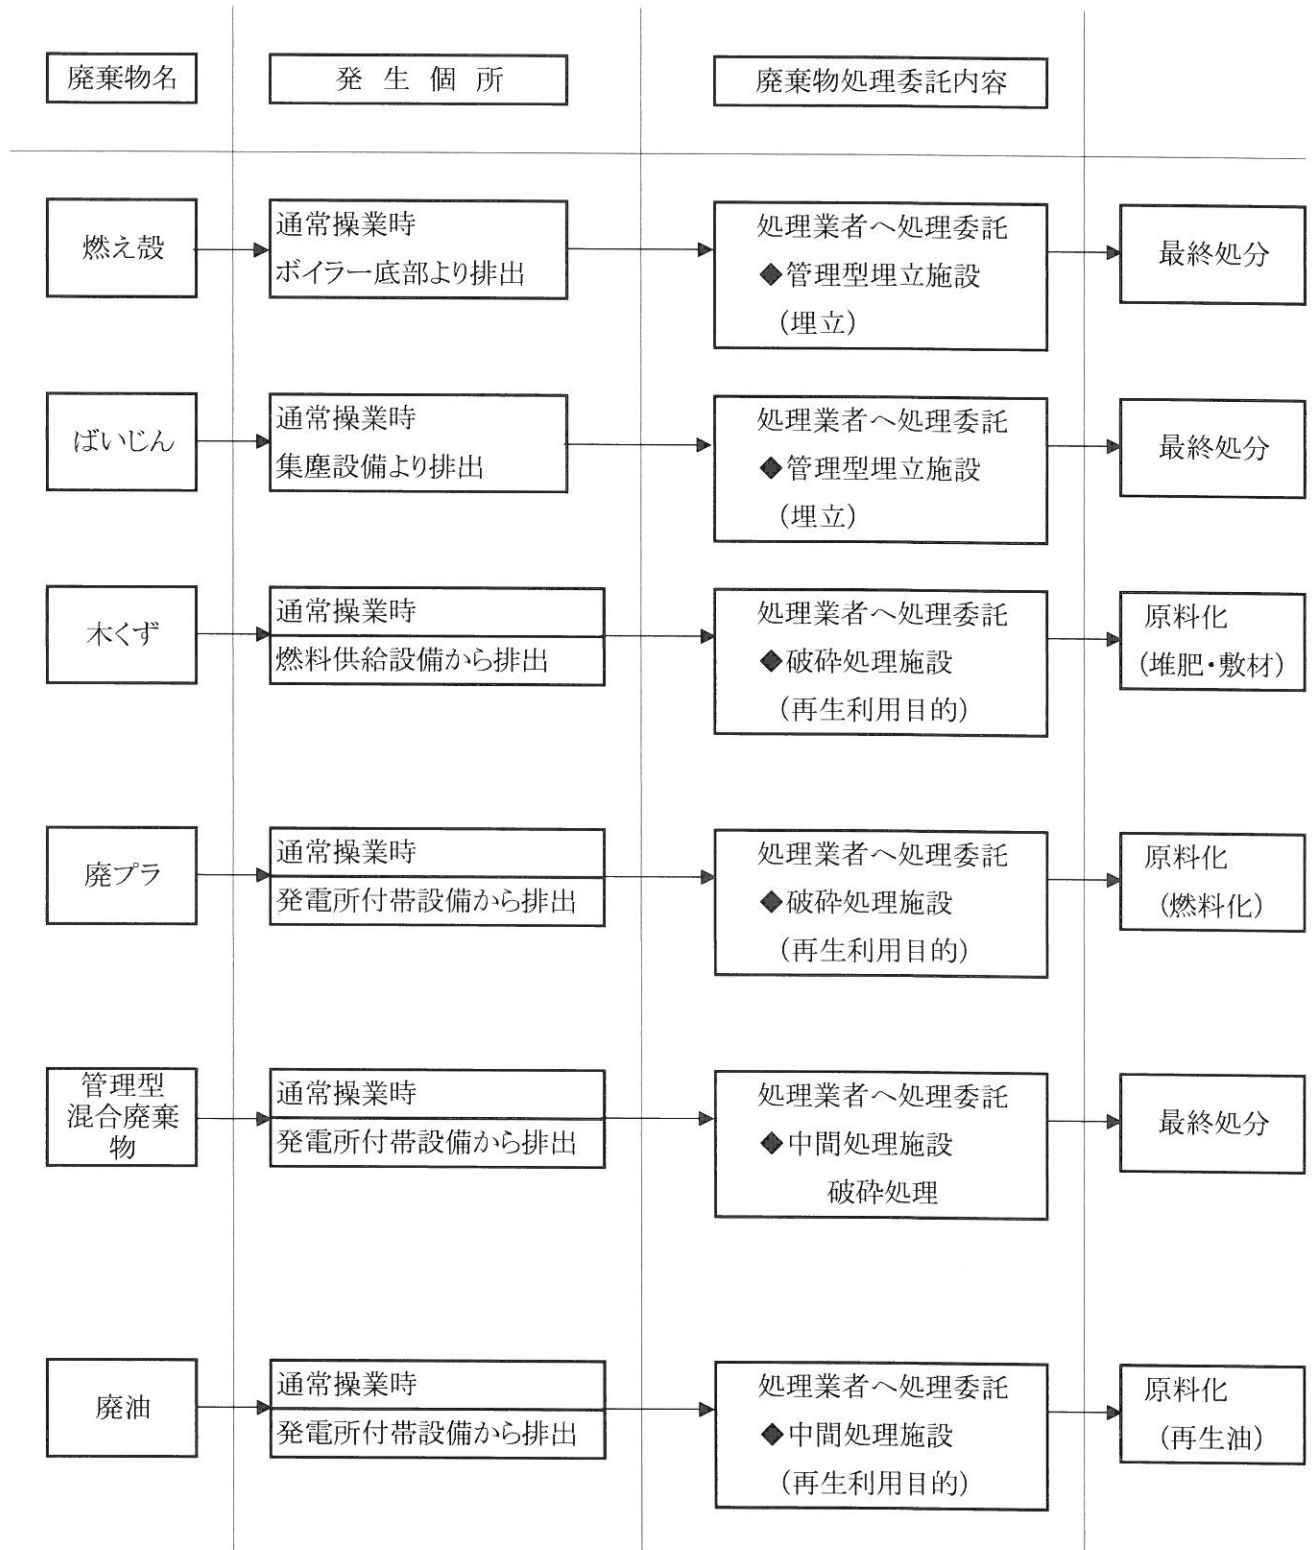 廃棄物名
発 生 個 所
廃棄物処理委託内容
燃え殻
通常操業時
ボイラー底部より排出
処理業者へ処理委託
◆管理型埋立施設
(埋立)
最終処分
ばいじん
通常操業時
集塵設備より排出
処理業者へ処理委託
◆管理型埋立施設
(埋立)
最終処分
木くず
通常操業時
燃料供給設備から排出
処理業者へ処理委託
◆破砕処理施設
(再生利用目的)
原料化
(堆肥・敷材)
廃プラ
通常操業時
発電所付帯設備から排出
処理業者へ処理委託
◆破砕処理施設
(再生利用目的)
原料化
(燃料化)
管理型
混合廃棄
物
通常操業時
発電所付帯設備から排出
処理業者へ処理委託
◆中間処理施設
破砕処理
最終処分
廃油
通常操業時
発電所付帯設備から排出
処理業者へ処理委託
◆中間処理施設
(再生利用目的)
原料化
(再生油)